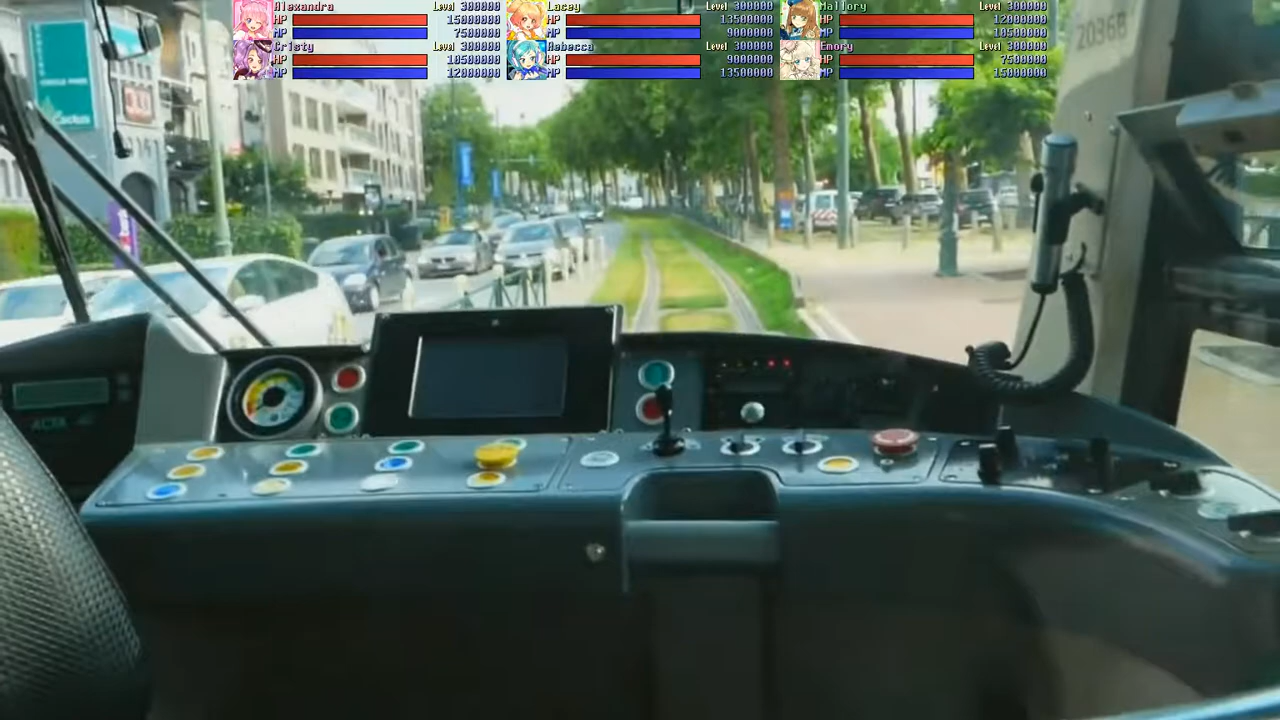 Alexandra Level 300000
HP 15000000
MP 7500000
Lacey Level 300000
HP 13500000
MP 9000000
Mallory Level 300000
HP 12000000
MP 10500000
Cristy Level 300000
HP 10500000
MP 12000000
Rebecca Level 300000
HP 9000000
MP 13500000
Emory Level 300000
HP 7500000
MP 15000000
2036B
Cactus